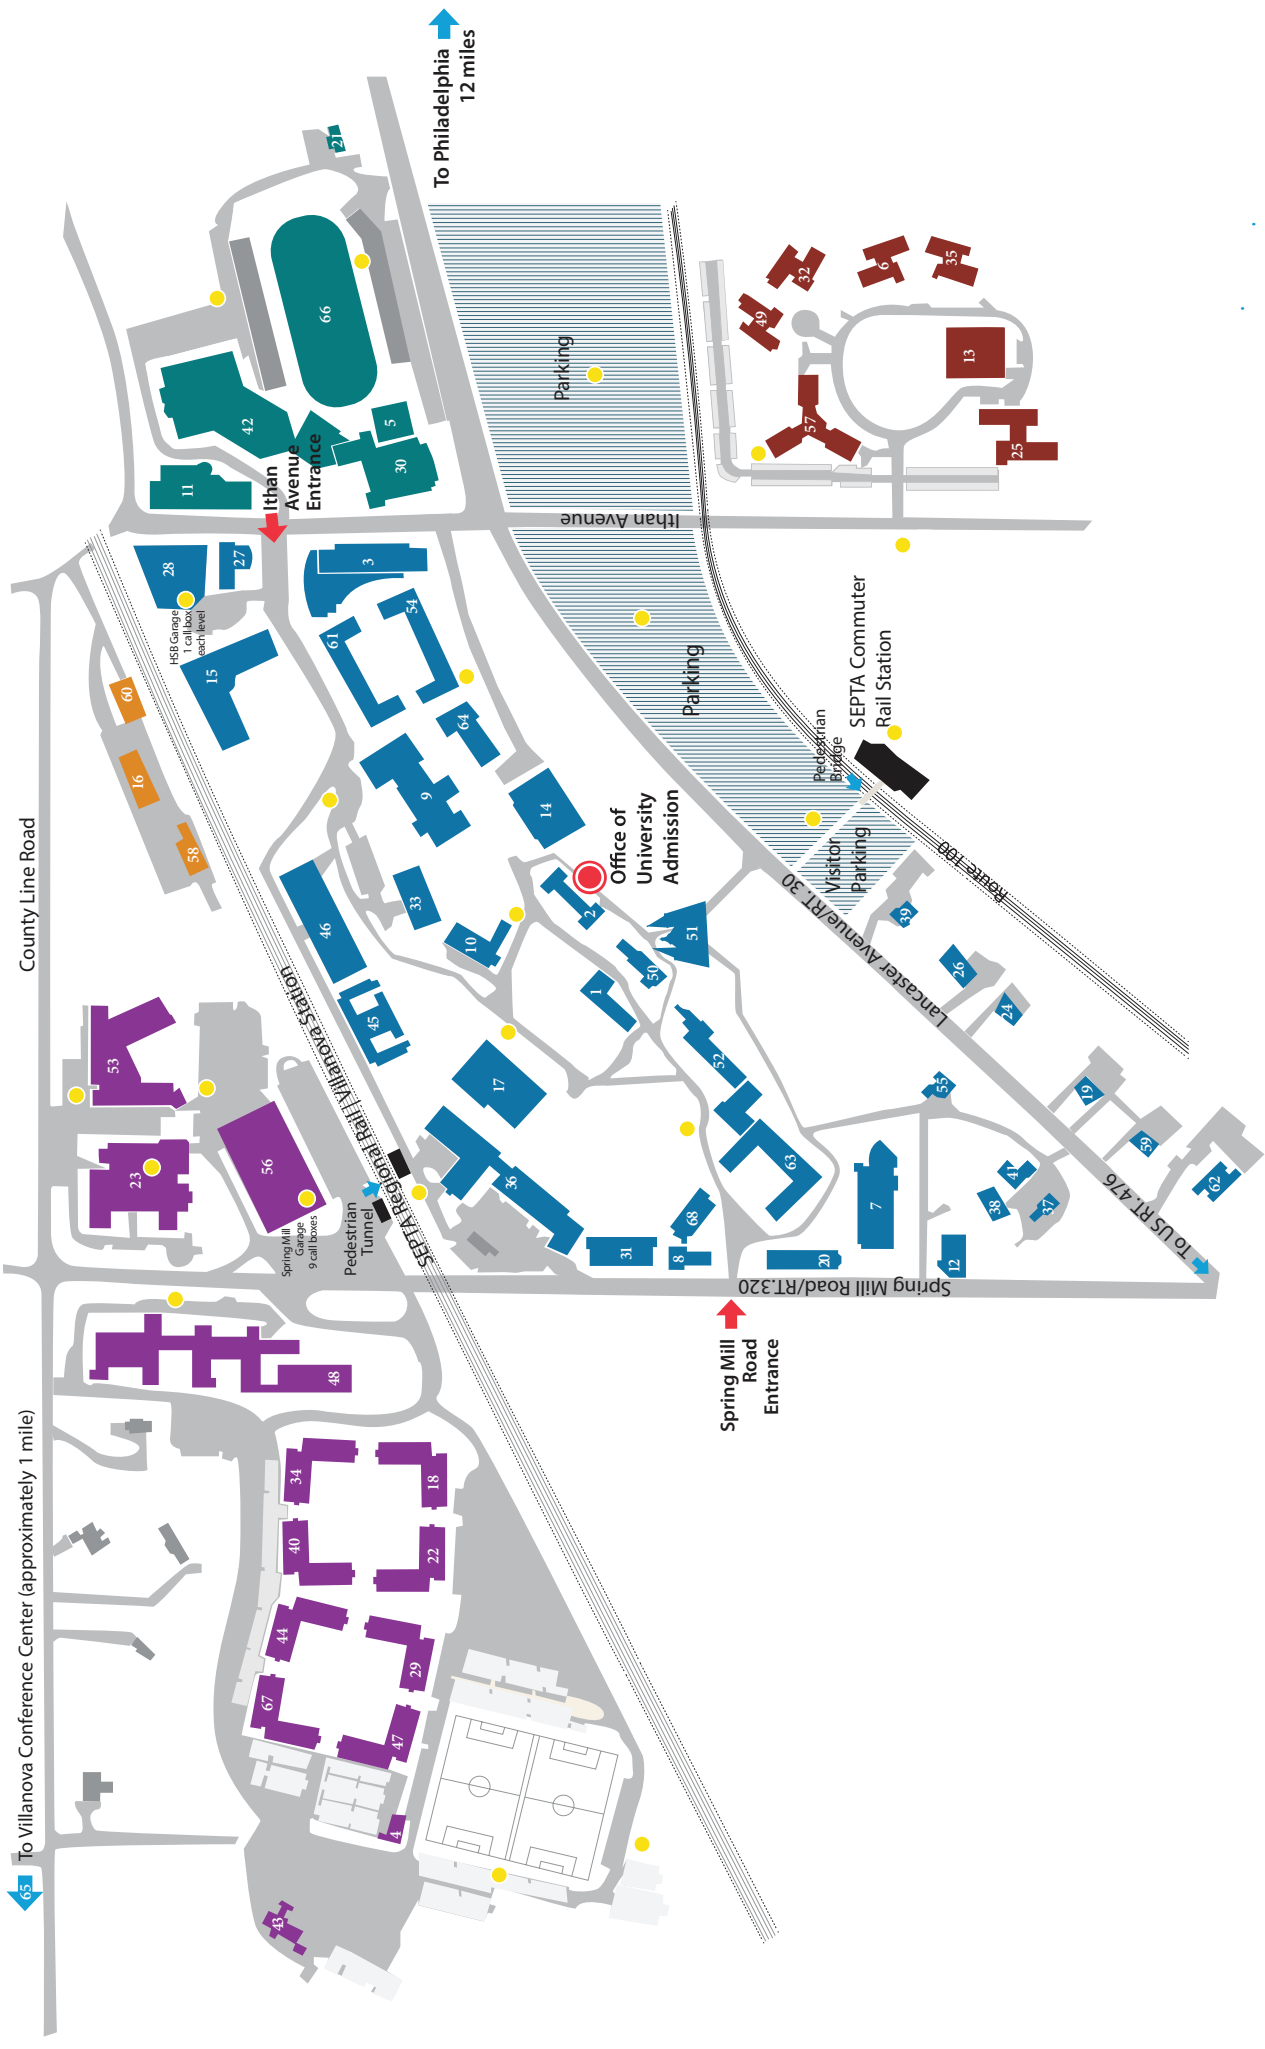 To Philadelphia
12 miles
21
66
42
5
30
11
Ithan
Avenue
Entrance
Parking
32
6
35
49
13
57
25
Ithan Avenue
28
27
3
HSB Garage
1 call box
each level
54
61
15
60
16
58
64
9
14
33
46
10
45
Parking
SEPTA Commuter
Rail Station
Pedestrian
Bridge
Visitor
Parking
Route 100
Office of
University
Admission
2
51
50
1
52
17
Lancaster Avenue/RT. 30
39
26
24
19
59
62
55
41
38
37
To US RT. 476
63
7
68
8
20
12
31
36
Spring Mill Road/RT.320
Spring Mill
Road
Entrance
County Line Road
SEPTA Regional Rail | Villanova Station
53
23
56
Spring Mill
Garage
9 call boxes
Pedestrian
Tunnel
48
34
18
40
22
44
29
67
47
4
43
To Villanova Conference Center (approximately 1 mile)
65